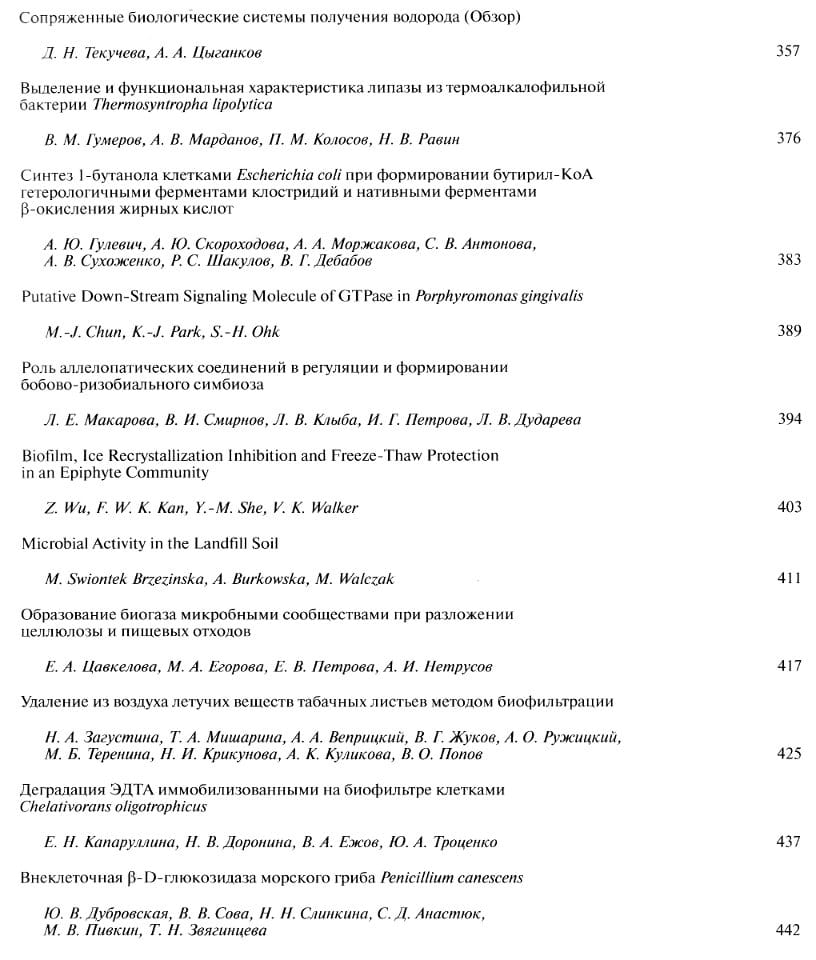 Сопряженные биологические системы получения водорода (Обзор)
Д. Н. Текучева, А. А. Цыганков 357
Выделение и функциональная характеристика липазы из термоалкалофильной
бактерии Thermosyntropha lipolytica
В. М. Гумеров, А. В. Марданов, П. М. Колосов, Н. В. Равин 376
Синтез 1-бутанола клетками Escherichia coli при формировании бутирил-КоА
гетерологичными ферментами клостридий и нативными ферментами
β-окисления жирных кислот
А. Ю. Гулевич, А. Ю. Скороходова, А. А. Моржакова, С. В. Антонова,
А. В. Сухоженко, Р. С. Шакулов, В. Г. Дебабов 383
Putative Down-Stream Signaling Molecule of GTPase in Porphyromonas gingivalis
M.-J. Chun, K.-J. Park, S.-H. Ohk 389
Роль аллелопатических соединений в регуляции и формировании
бобово-ризобиального симбиоза
Л. Е. Макарова, В. И. Смирнов, Л. В. Клыба, И. Г. Петрова, Л. В. Дударева 394
Biofilm, Ice Recrystallization Inhibition and Freeze-Thaw Protection
in an Epiphyte Community
Z. Wu, F. W. K. Kan, Y.-M. She, V. K. Walker 403
Microbial Activity in the Landfill Soil
M. Swiontek Brzezinska, A. Burkowska, M. Walczak 411
Образование биогаза микробными сообществами при разложении
целлюлозы и пищевых отходов
Е. А. Цавкелова, М. А. Егорова, Е. В. Петрова, А. И. Нетрусов 417
Удаление из воздуха летучих веществ табачных листьев методом биофильтрации
Н. А. Загустина, Т. А. Мишарина, А. А. Веприцкий, В. Г. Жуков, А. О. Ружицкий,
М. Б. Теренина, Н. И. Крикунова, А. К. Куликова, В. О. Попов 425
Деградация ЭДТА иммобилизованными на биофильтре клетками
Chelativorans oligotrophicus
Е. Н. Капаруллина, Н. В. Доронина, В. А. Ежов, Ю. А. Троценко 437
Внеклеточная β-D-глюкозидаза морского гриба Penicillium canescens
Ю. В. Дубровская, В. В. Сова, Н. Н. Слинкина, С. Д. Анастюк,
М. В. Пивкин, Т. Н. Звягинцева 442